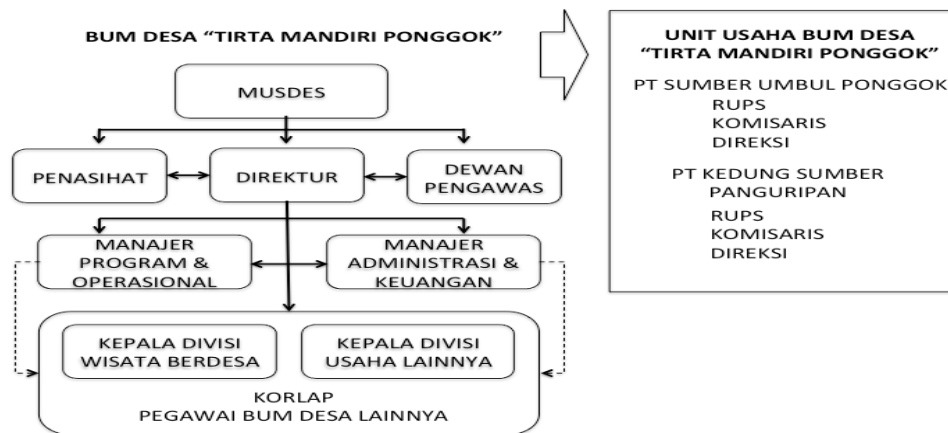 BUM DESA “TIRTA MANDIRI PONGGOK”
MUSDES
PENASIHAT
DIREKTUR
DEWAN
PENGAWAS
MANAJER
PROGRAM &
OPERASIONAL
MANAJER
ADMINISTRASI &
KEUANGAN
KEPALA DIVISI
WISATA BERDESA
KEPALA DIVISI
USAHA LAINNYA
KORLAP
PEGAWAI BUM DESA LAINNYA
UNIT USAHA BUM DESA
“TIRTA MANDIRI PONGGOK”
PT SUMBER UMBUL PONGGOK
RUPS
KOMISARIS
DIREKSI
PT KEDUNG SUMBER
PANGURIPAN
RUPS
KOMISARIS
DIREKSI